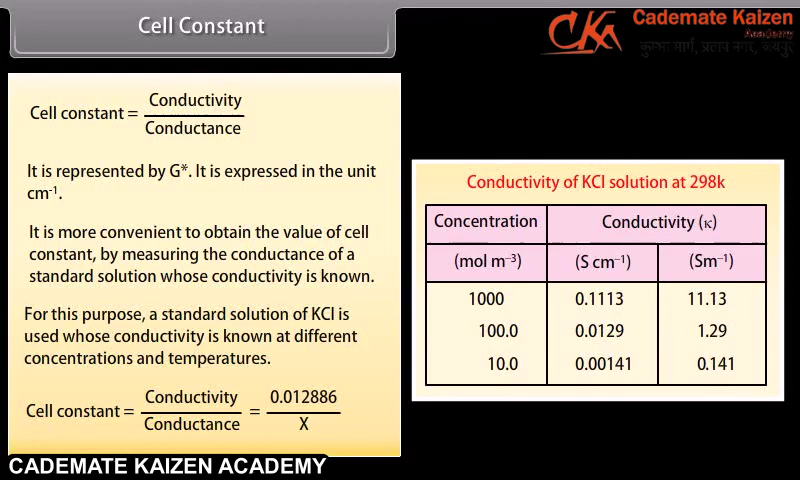 Cell Constant
Cademate Kaizen
Academy
CKA
कुम्भा मार्ग, प्रताप नगर, जयपुर
Cell constant = Conductivity / Conductance
It is represented by G*. It is expressed in the unit
cm⁻¹.
It is more convenient to obtain the value of cell
constant, by measuring the conductance of a
standard solution whose conductivity is known.
For this purpose, a standard solution of KCl is
used whose conductivity is known at different
concentrations and temperatures.
Cell constant = Conductivity / Conductance = 0.012886 / X
Conductivity of KCl solution at 298k
Concentration Conductivity (κ)
(mol m⁻³) (S cm⁻¹) (Sm⁻¹)
1000 0.1113 11.13
100.0 0.0129 1.29
10.0 0.00141 0.141
CADEMATE KAIZEN ACADEMY